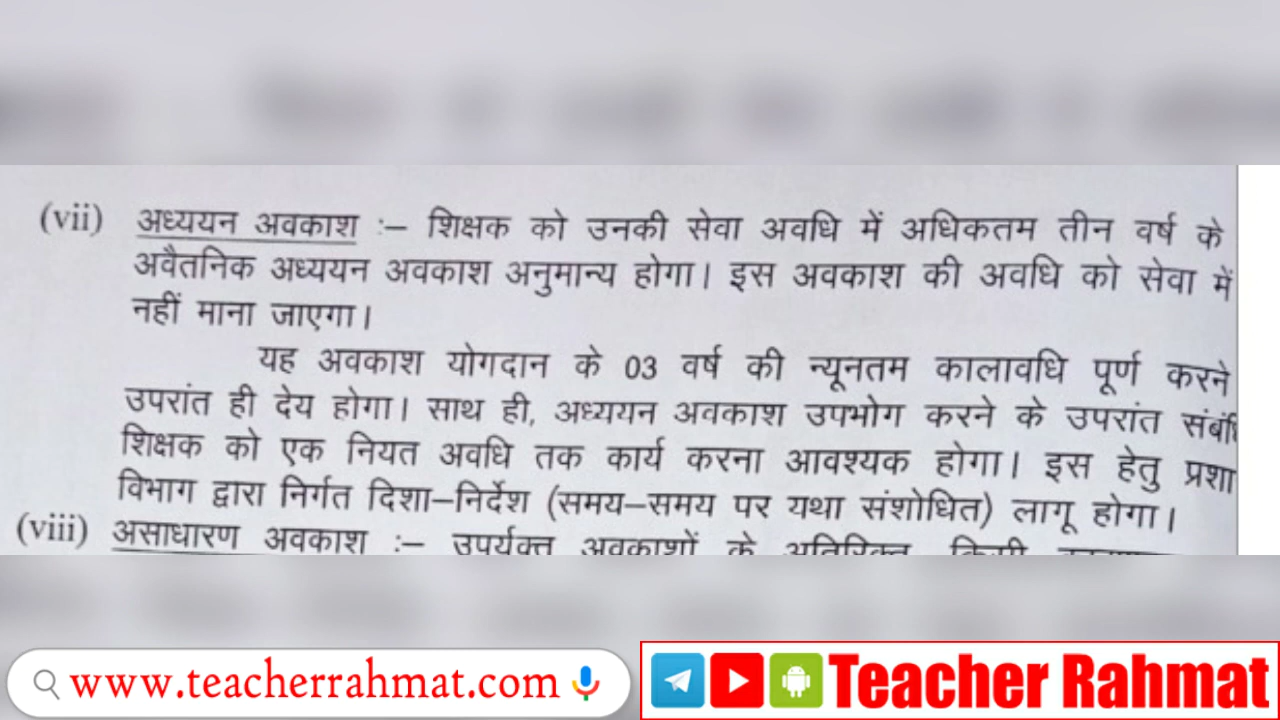 (vii) अध्ययन अवकाश :– शिक्षक को उनकी सेवा अवधि में अधिकतम तीन वर्ष के
अवैतनिक अध्ययन अवकाश अनुमान्य होगा। इस अवकाश की अवधि को सेवा में
नहीं माना जाएगा।
यह अवकाश योगदान के 03 वर्ष की न्यूनतम कालावधि पूर्ण करने
उपरांत ही देय होगा। साथ ही, अध्ययन अवकाश उपभोग करने के उपरांत
शिक्षक को एक नियत अवधि तक कार्य करना आवश्यक होगा। इस हेतु
विभाग द्वारा निर्गत दिशा–निर्देश (समय–समय पर यथा संशोधित) लागू होगा।
(viii) असाधारण अवकाश :– उपर्युक्त अवकाशों के अतिरिक्त किसी
www.teacherrahmat.com
Teacher Rahmat